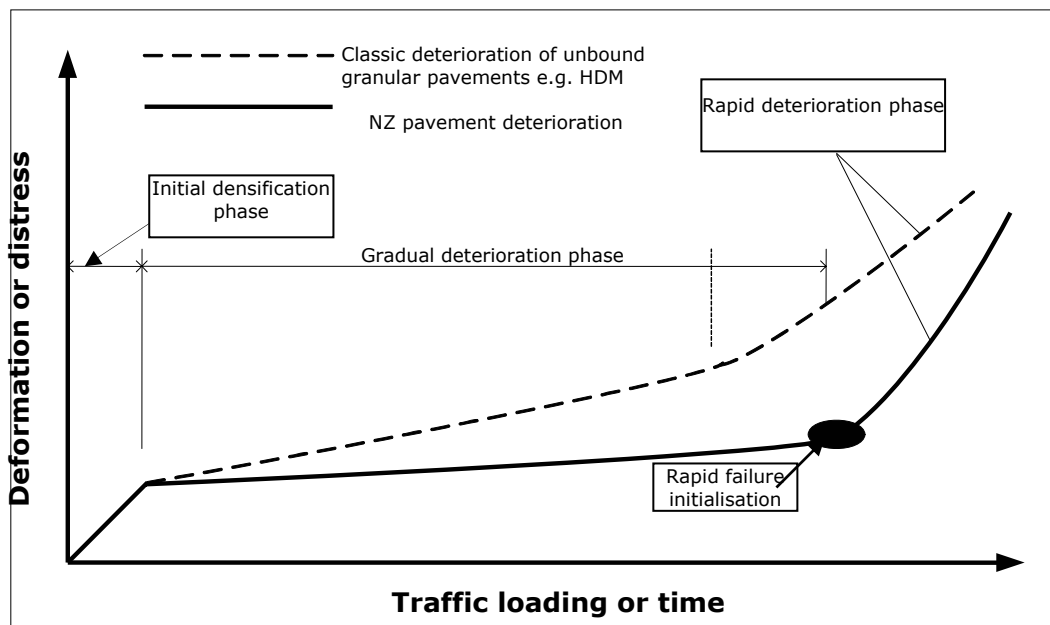 Classic deterioration of unbound
granular pavements e.g. HDM
NZ pavement deterioration
Rapid deterioration phase
Initial densification
phase
Gradual deterioration phase
Deformation or distress
Rapid failure
initialisation
Traffic loading or time